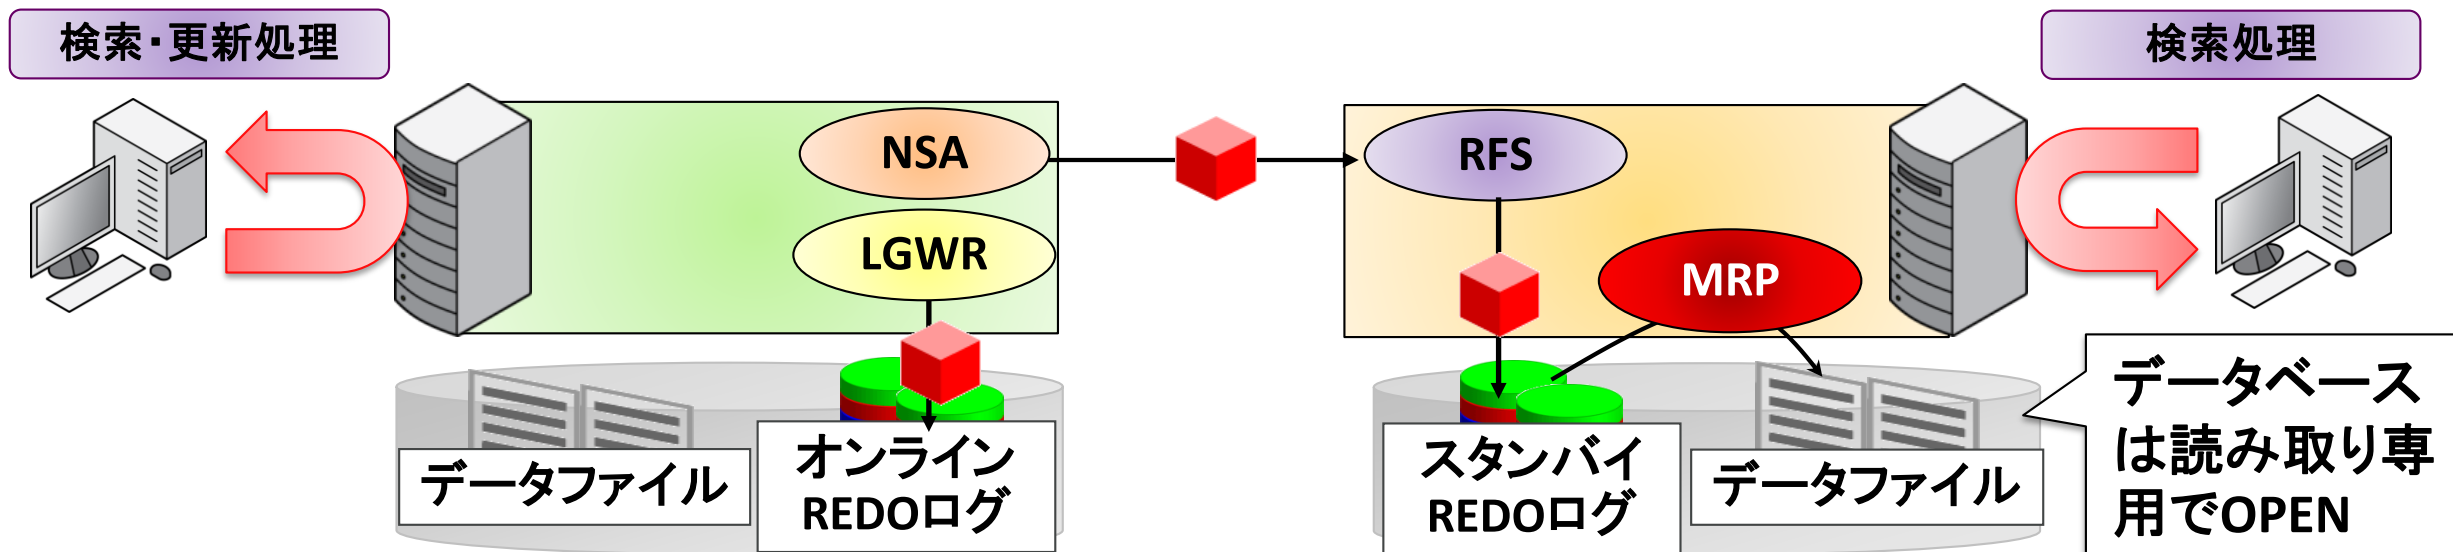 検索・更新処理
検索処理
NSA
LGWR
RFS
MRP
データファイル
オンライン
REDOログ
スタンバイ
REDOログ
データファイル
データベース
は読み取り専
用でOPEN